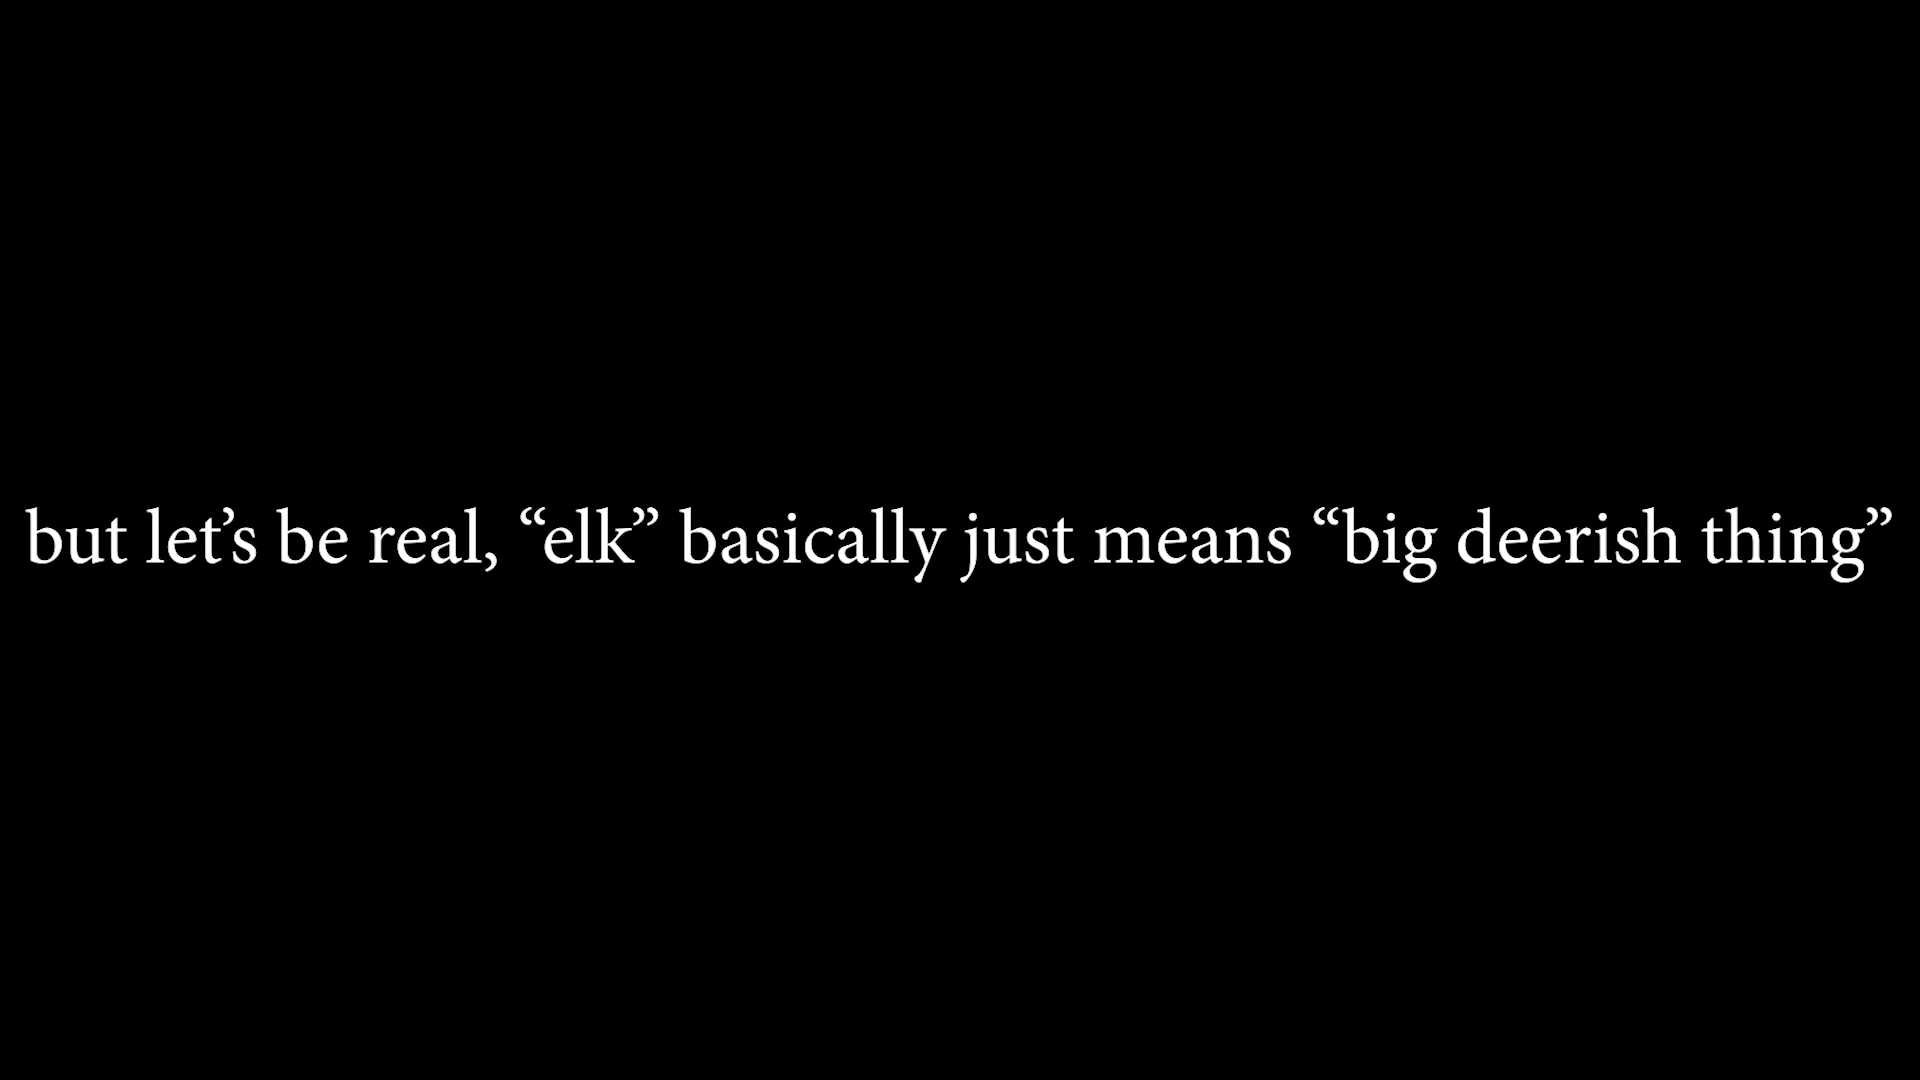 but let’s be real, “elk” basically just means “big deerish thing”